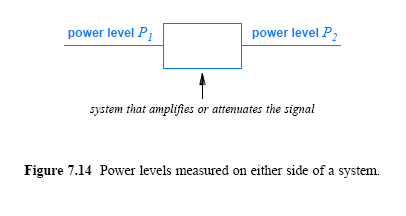 power level P1 power level P2
system that amplifies or attenuates the signal
Figure 7.14 Power levels measured on either side of a system.